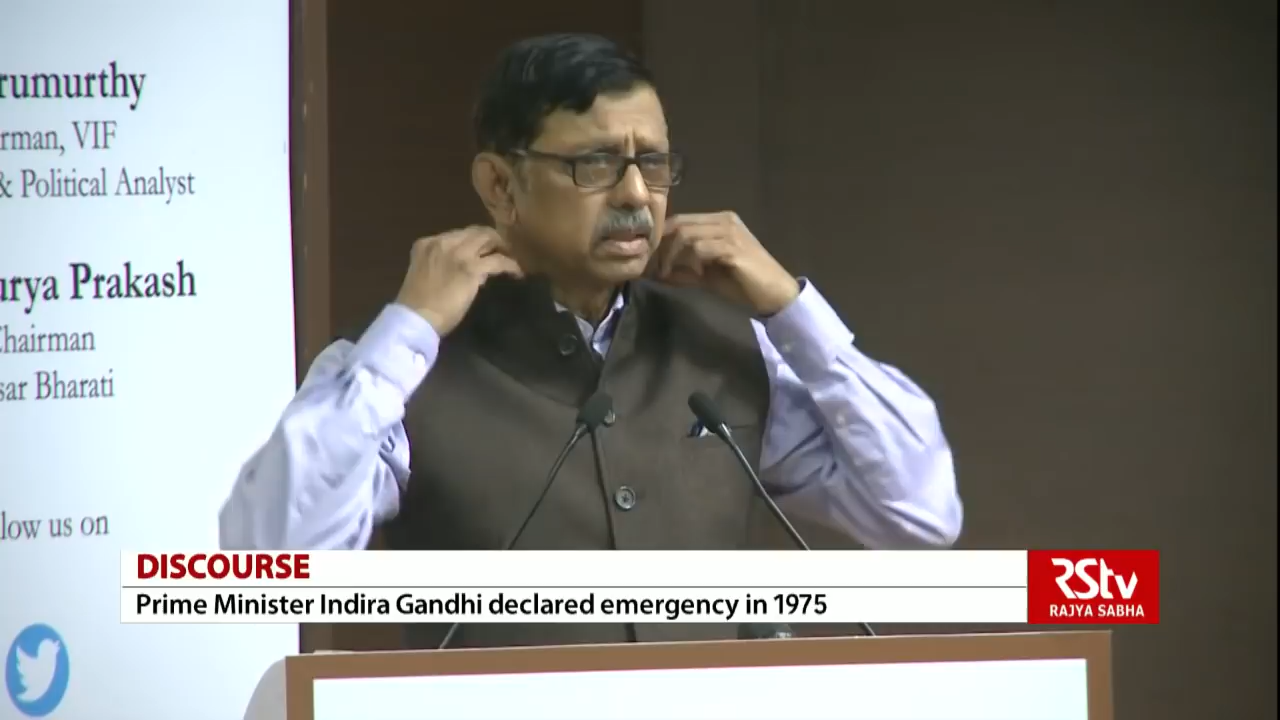 rumurthy
rman, VIF
& Political Analyst
urya Prakash
Chairman
sar Bharati
low us on
DISCOURSE
Prime Minister Indira Gandhi declared emergency in 1975
RStv
RAJYA SABHA